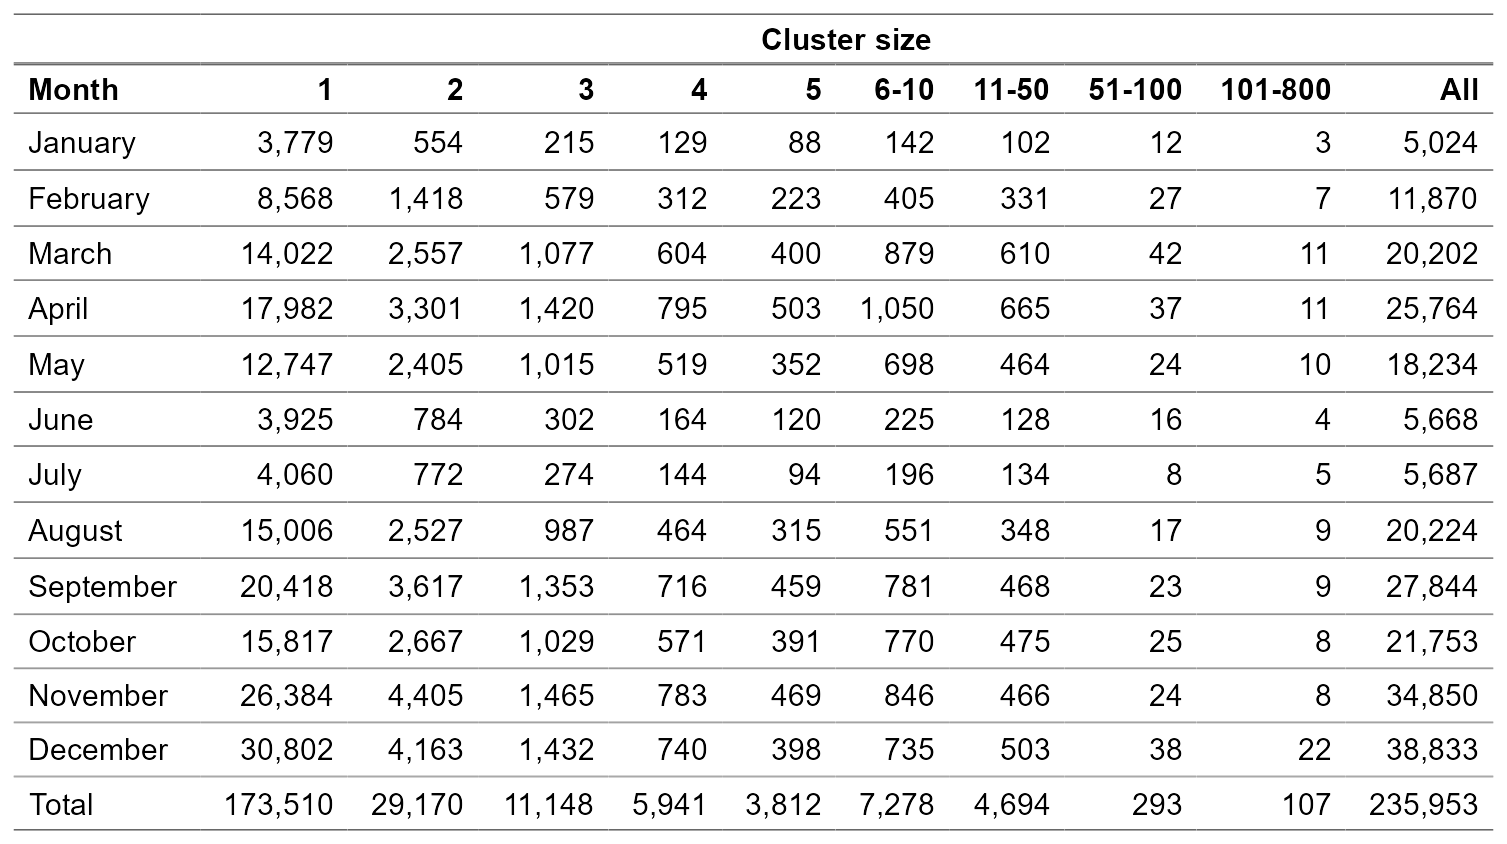 Cluster size
Month 1 2 3 4 5 6-10 11-50 51-100 101-800 All
January 3,779 554 215 129 88 142 102 12 3 5,024
February 8,568 1,418 579 312 223 405 331 27 7 11,870
March 14,022 2,557 1,077 604 400 879 610 42 11 20,202
April 17,982 3,301 1,420 795 503 1,050 665 37 11 25,764
May 12,747 2,405 1,015 519 352 698 464 24 10 18,234
June 3,925 784 302 164 120 225 128 16 4 5,668
July 4,060 772 274 144 94 196 134 8 5 5,687
August 15,006 2,527 987 464 315 551 348 17 9 20,224
September 20,418 3,617 1,353 716 459 781 468 23 9 27,844
October 15,817 2,667 1,029 571 391 770 475 25 8 21,753
November 26,384 4,405 1,465 783 469 846 466 24 8 34,850
December 30,802 4,163 1,432 740 398 735 503 38 22 38,833
Total 173,510 29,170 11,148 5,941 3,812 7,278 4,694 293 107 235,953